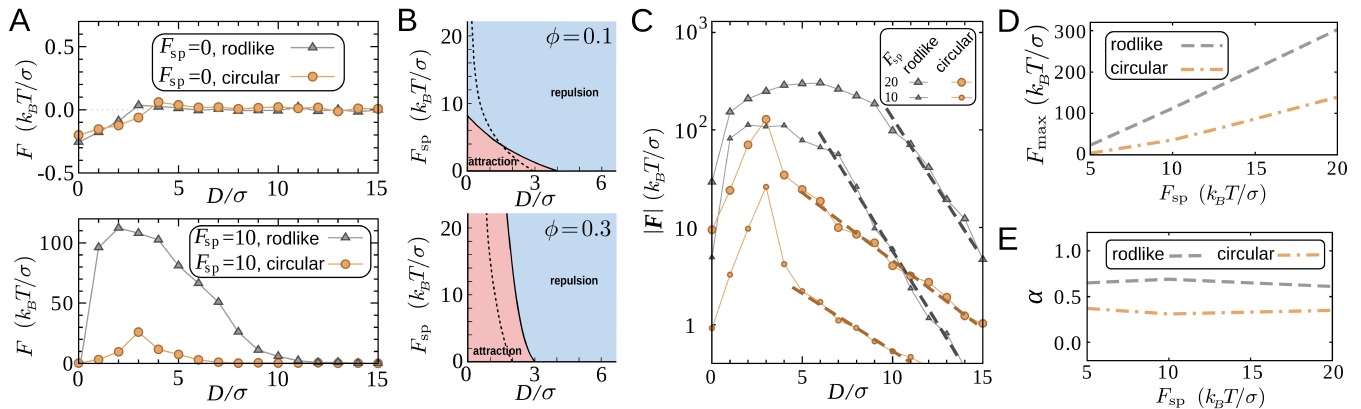 A
F (k_BT/σ)
0.5
0.0
-0.5
F_sp=0, rodlike
F_sp=0, circular
0 5 10 15
D/σ
F (k_BT/σ)
100
50
0
F_sp=10, rodlike
F_sp=10, circular
0 5 10 15
D/σ
B
F_sp (k_BT/σ)
20
10
0
ϕ=0.1
repulsion
attraction
0 2 4 6
D/σ
F_sp (k_BT/σ)
20
10
0
ϕ=0.3
repulsion
attraction
0 2 4 6
D/σ
C
|F| (k_BT/σ)
10³
10²
10
1
F_sp rodlike circular
20
10
0 5 10 15
D/σ
D
F_max (k_BT/σ)
300
200
100
0
rodlike
circular
5 10 15 20
F_sp (k_BT/σ)
E
α
1.0
0.5
0.0
rodlike circular
5 10 15 20
F_sp (k_BT/σ)